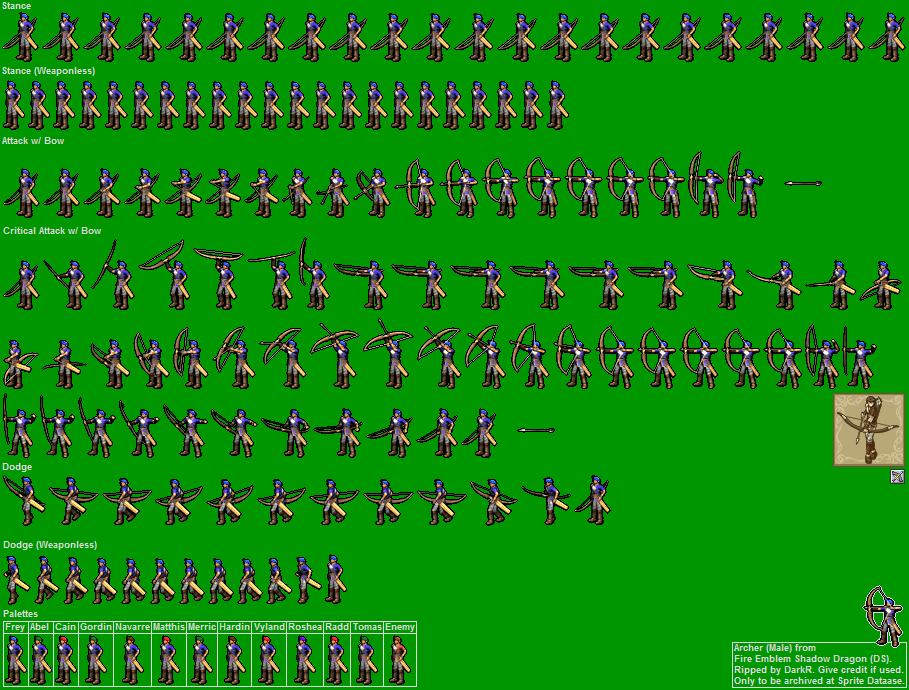 Stance
Stance (Weaponless)
Attack w/ Bow
Critical Attack w/ Bow
Dodge
Dodge (Weaponless)
Palettes
Frey Abel Cain Gordin Navarre Matthis Merric Hardin Vyland Roshea Radd Tomas Enemy
Archer (Male) from
Fire Emblem Shadow Dragon (DS).
Ripped by DarkR. Give credit if used.
Only to be archived at Sprite Dataase.